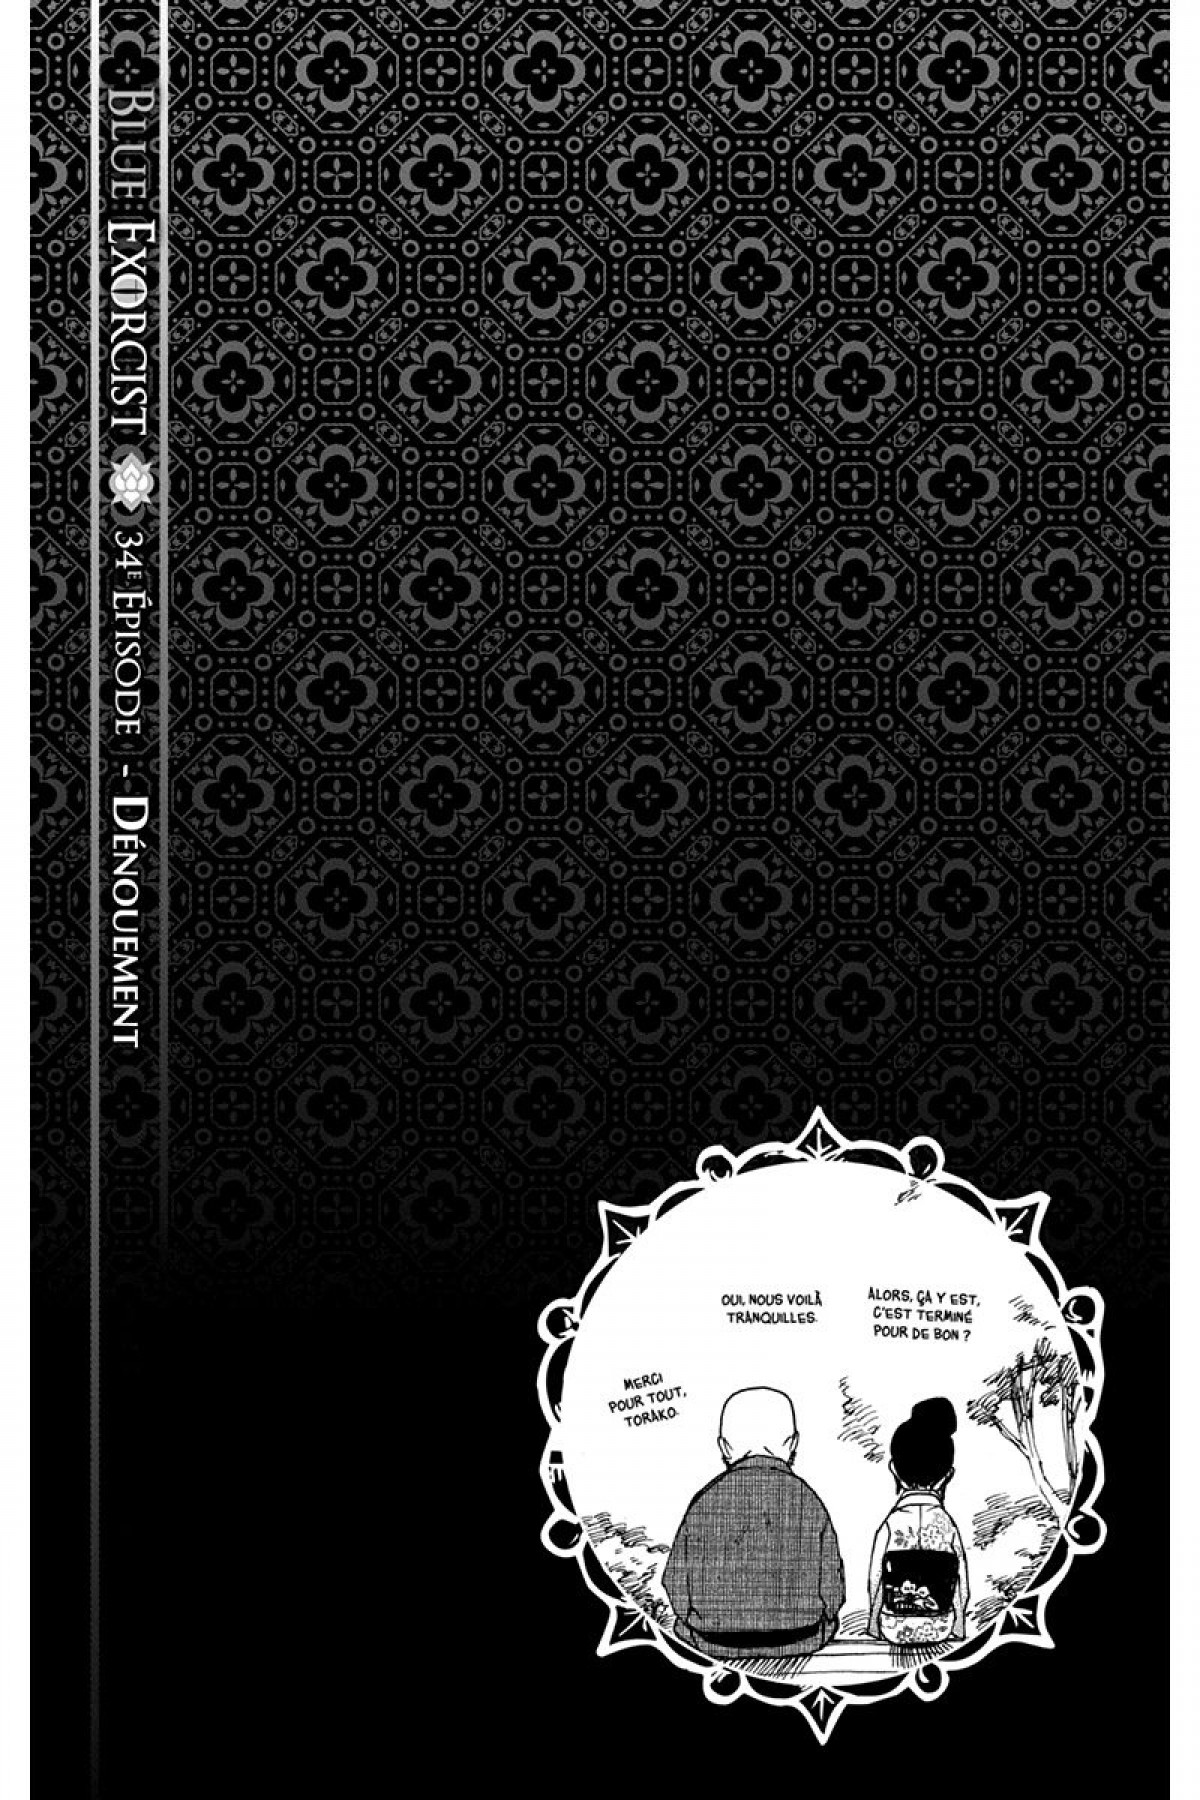 BLUE EXORCIST 34E ÉPISODE - DÉNOUEMENT
ALORS, ÇA Y EST,
C'EST TERMINÉ
POUR DE BON ?
OUI, NOUS VOILÀ
TRANQUILLES.
MERCI
POUR TOUT,
TORAKO.